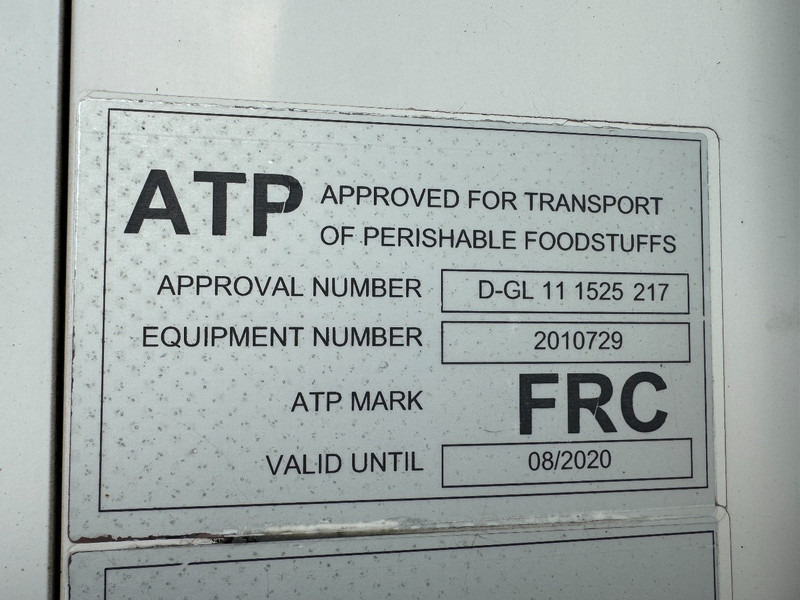 ATP APPROVED FOR TRANSPORT
OF PERISHABLE FOODSTUFFS
APPROVAL NUMBER D-GL 11 1525 217
EQUIPMENT NUMBER 2010729
ATP MARK FRC
VALID UNTIL 08/2020